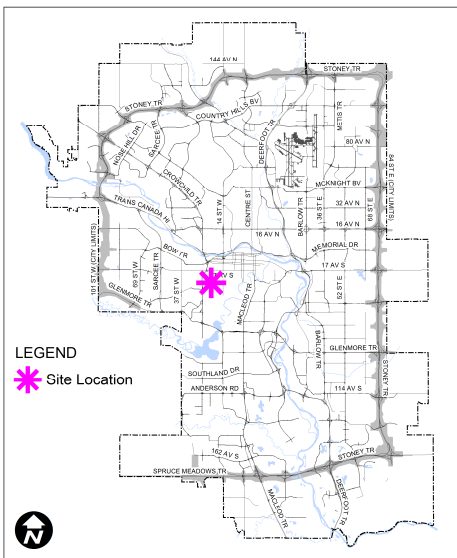 144 AV N
STONEY TR
STONEY TR
COUNTRY HILLS BV
METIS TR
SARCEE TR
NOSE HILL DR
DEERFOOT TR
80 AV N
CROWCHILD TR
MCKNIGHT BV
TRANS CANADA HI
14 ST W
CENTRE ST
BARLOW TR
36 ST E
32 AV N
68 ST E
84 ST E (CITY LIMITS)
16 AV N
16 AV N
BOW TR
MEMORIAL DR
17 AV S
AV S
101 ST W (CITY LIMITS)
69 ST W
SARCEE TR
37 ST W
GLENMORE TR
MACLEOD TR
52 ST E
BARLOW TR
GLENMORE TR
LEGEND
Site Location
SOUTHLAND DR
ANDERSON RD
114 AV S
STONEY TR
162 AV S
STONEY TR
SPRUCE MEADOWS TR
MACLEOD TR
DEERFOOT TR
N